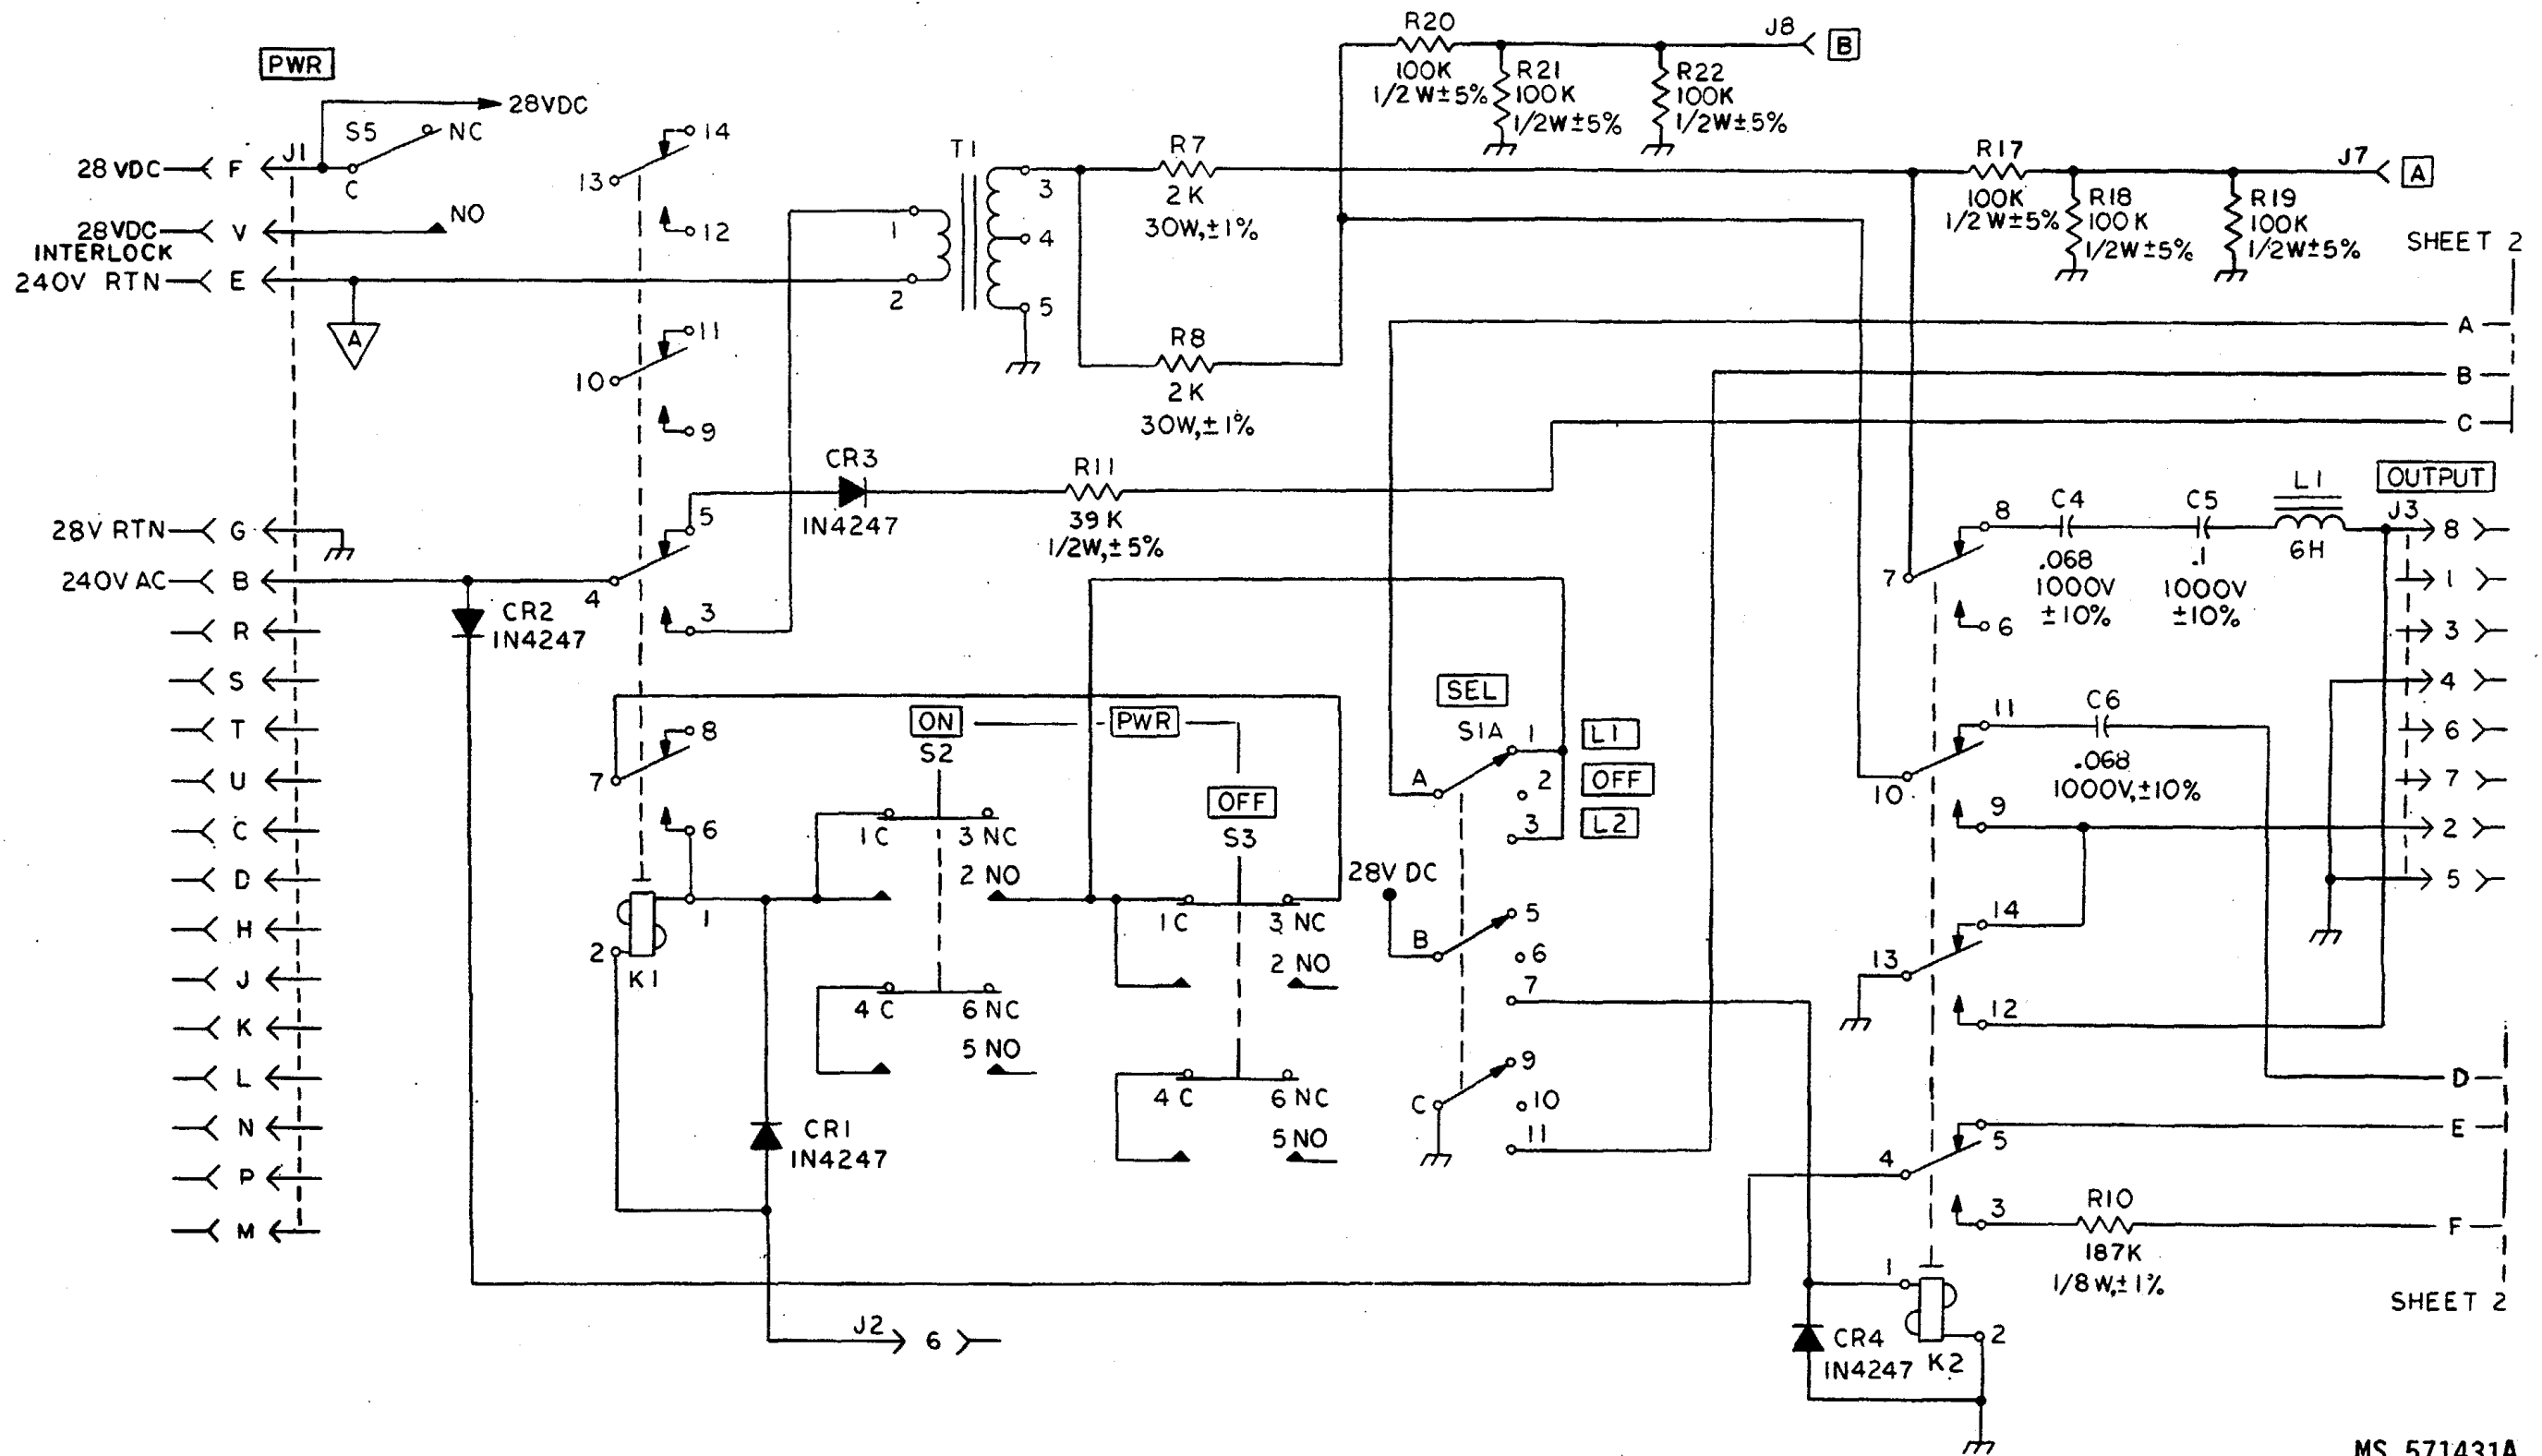 PWR
28VDC
S5
NC
J1
28 VDC
F
C
NO
28VDC
V
INTERLOCK
240V RTN
E
A
28V RTN
G
240V AC
B
R
S
T
U
C
D
H
J
K
L
N
P
M
14
13
12
11
10
9
5
4
3
8
7
6
1
2
K1
CR2
IN4247
CR3
IN4247
R11
39 K
1/2W,±5%
T1
1
2
3
4
5
R7
2 K
30W,±1%
R8
2K
30W,±1%
R20
100K
1/2 W±5%
R21
100K
1/2W±5%
R22
100K
1/2W±5%
J8
B
R17
100K
1/2 W±5%
R18
100K
1/2W±5%
R19
100K
1/2W±5%
J7
A
SHEET 2
A
B
C
ON
PWR
S2
OFF
S3
1 C
3 NC
2 NO
4 C
6 NC
5 NO
1 C
3 NC
2 NO
4 C
6 NC
5 NO
CR1
IN4247
J2
6
SEL
S1A
1
L1
2
OFF
3
L2
A
28V DC
B
5
6
7
C
9
10
11
8
7
6
C4
.068
1000V
±10%
C5
.1
1000V
±10%
L1
6H
OUTPUT
J3
8
1
3
4
6
7
2
5
11
10
9
C6
.068
1000V,±10%
14
13
12
D
E
4
5
3
R10
187K
1/8W,±1%
F
SHEET 2
1
2
K2
CR4
IN4247
MS 571431A